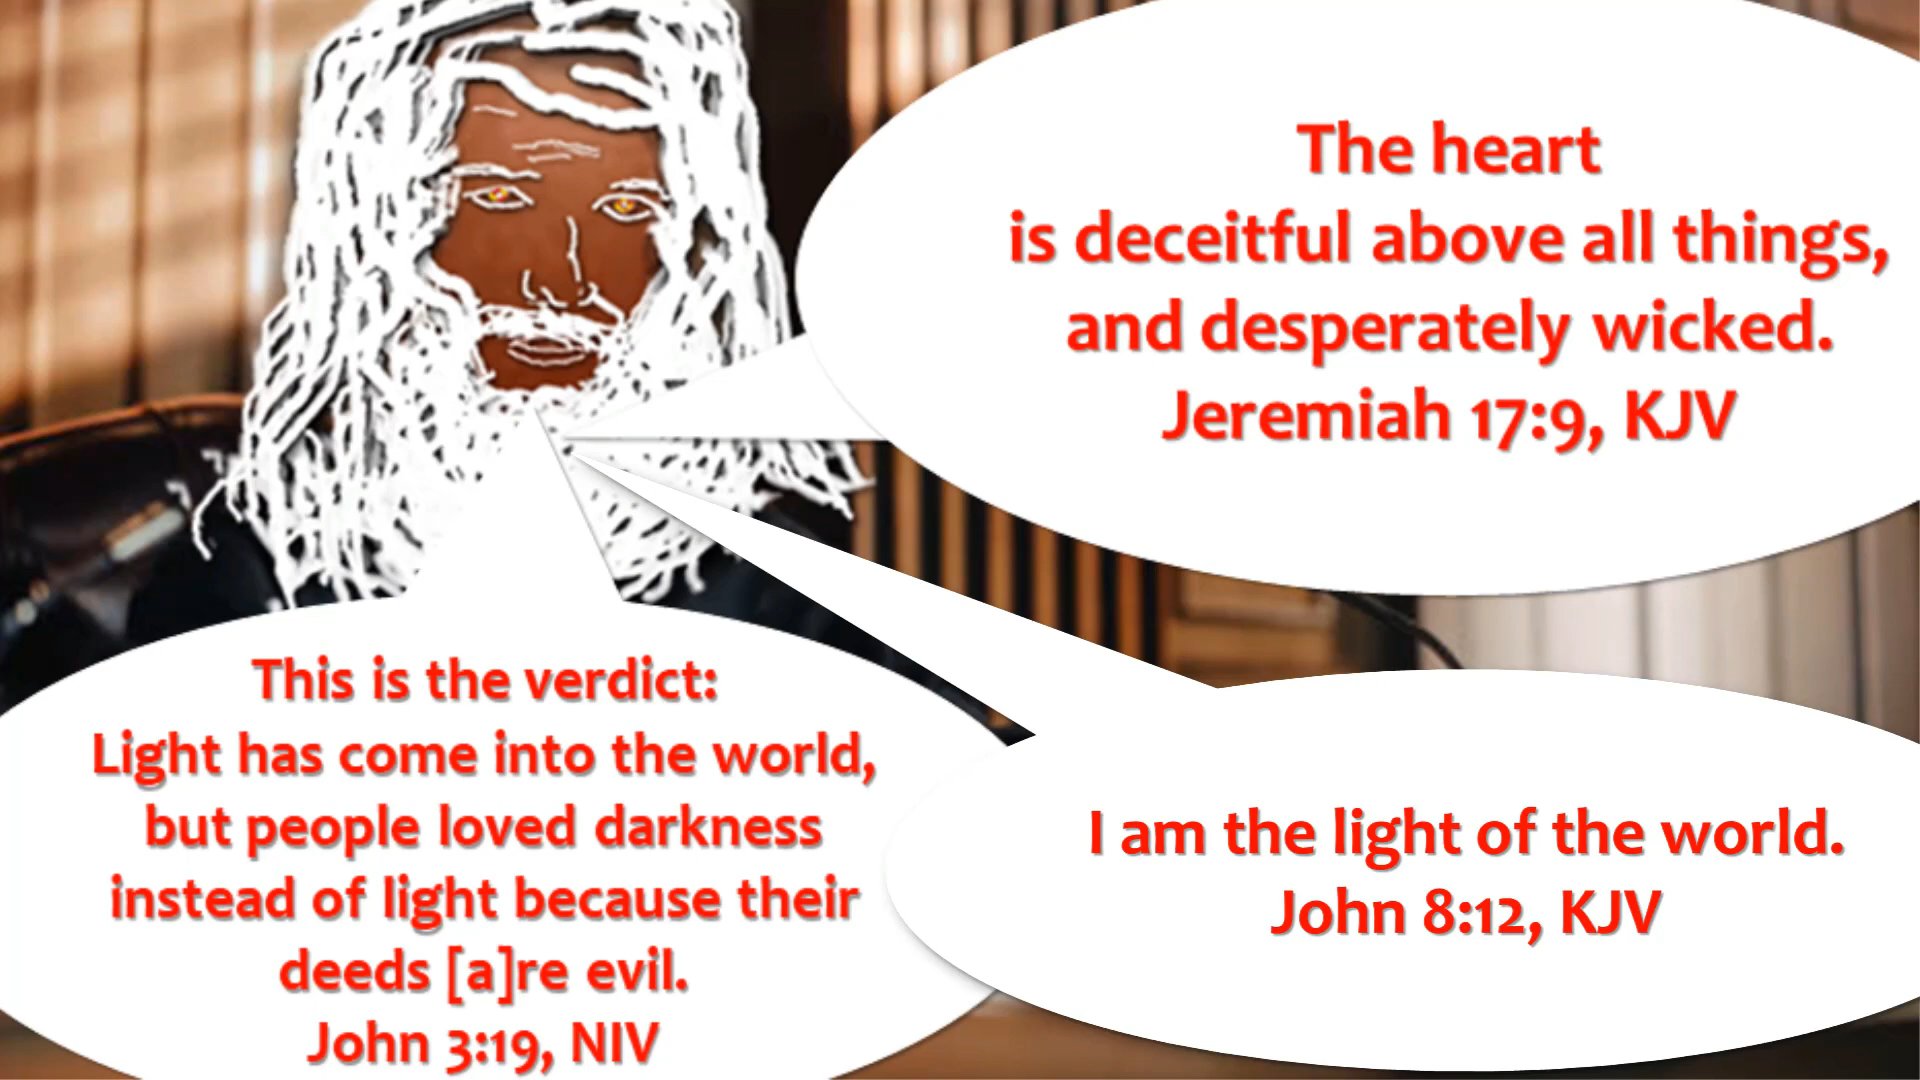 The heart
is deceitful above all things,
and desperately wicked.
Jeremiah 17:9, KJV
This is the verdict:
Light has come into the world,
but people loved darkness
instead of light because their
deeds [a]re evil.
John 3:19, NIV
I am the light of the world.
John 8:12, KJV